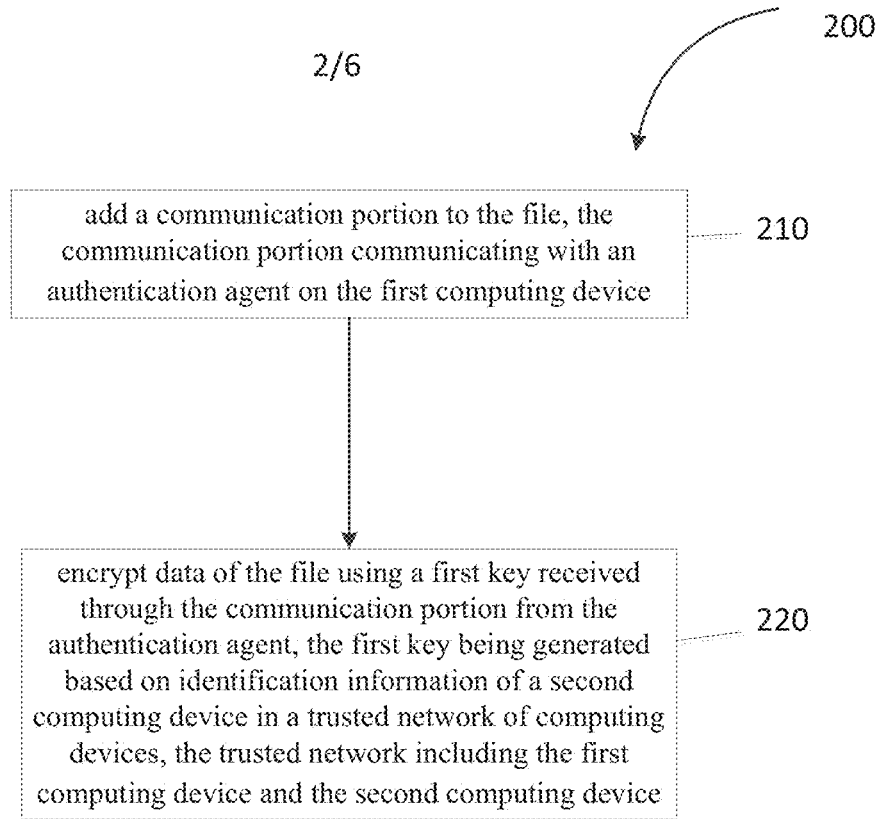 200
2/6
add a communication portion to the file, the
communication portion communicating with an
authentication agent on the first computing device
210
encrypt data of the file using a first key received
through the communication portion from the
authentication agent, the first key being generated
based on identification information of a second
computing device in a trusted network of computing
devices, the trusted network including the first
computing device and the second computing device
220